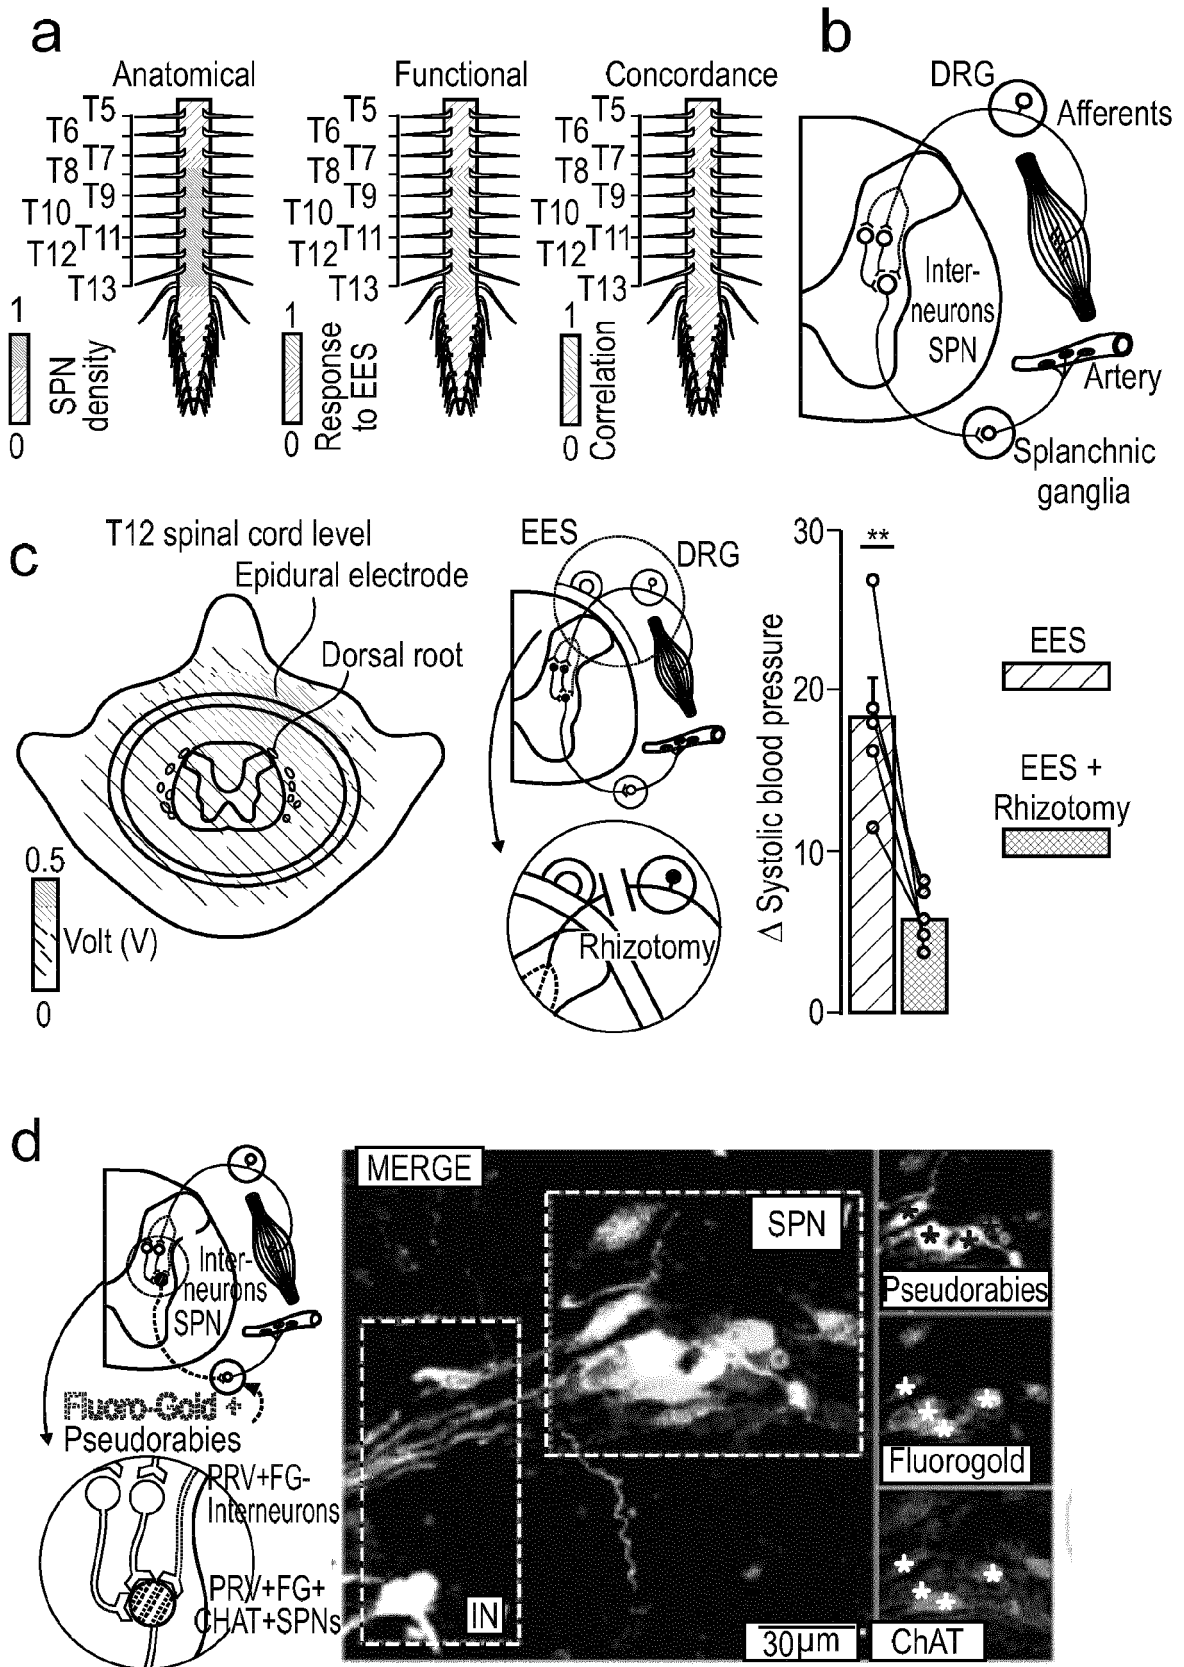 a
Anatomical
T5
T6
T7
T8
T9
T10
T11
T12
T13
1
0
SPN
density
Functional
T5
T6
T7
T8
T9
T10
T11
T12
T13
1
0
Response
to EES
Concordance
T5
T6
T7
T8
T9
T10
T11
T12
T13
1
0
Correlation
b
DRG
Afferents
Inter-
neurons
SPN
Artery
Splanchnic
ganglia
c
T12 spinal cord level
Epidural electrode
Dorsal root
0.5
Volt (V)
0
EES
DRG
Rhizotomy
Δ Systolic blood pressure
30
20
10
0
**
EES
EES +
Rhizotomy
d
Inter-
neurons
SPN
Fluoro-Gold +
Pseudorabies
PRV+FG-
Interneurons
PRV+FG+
CHAT+SPNs
MERGE
SPN
IN
30µm
Pseudorabies
Fluorogold
ChAT